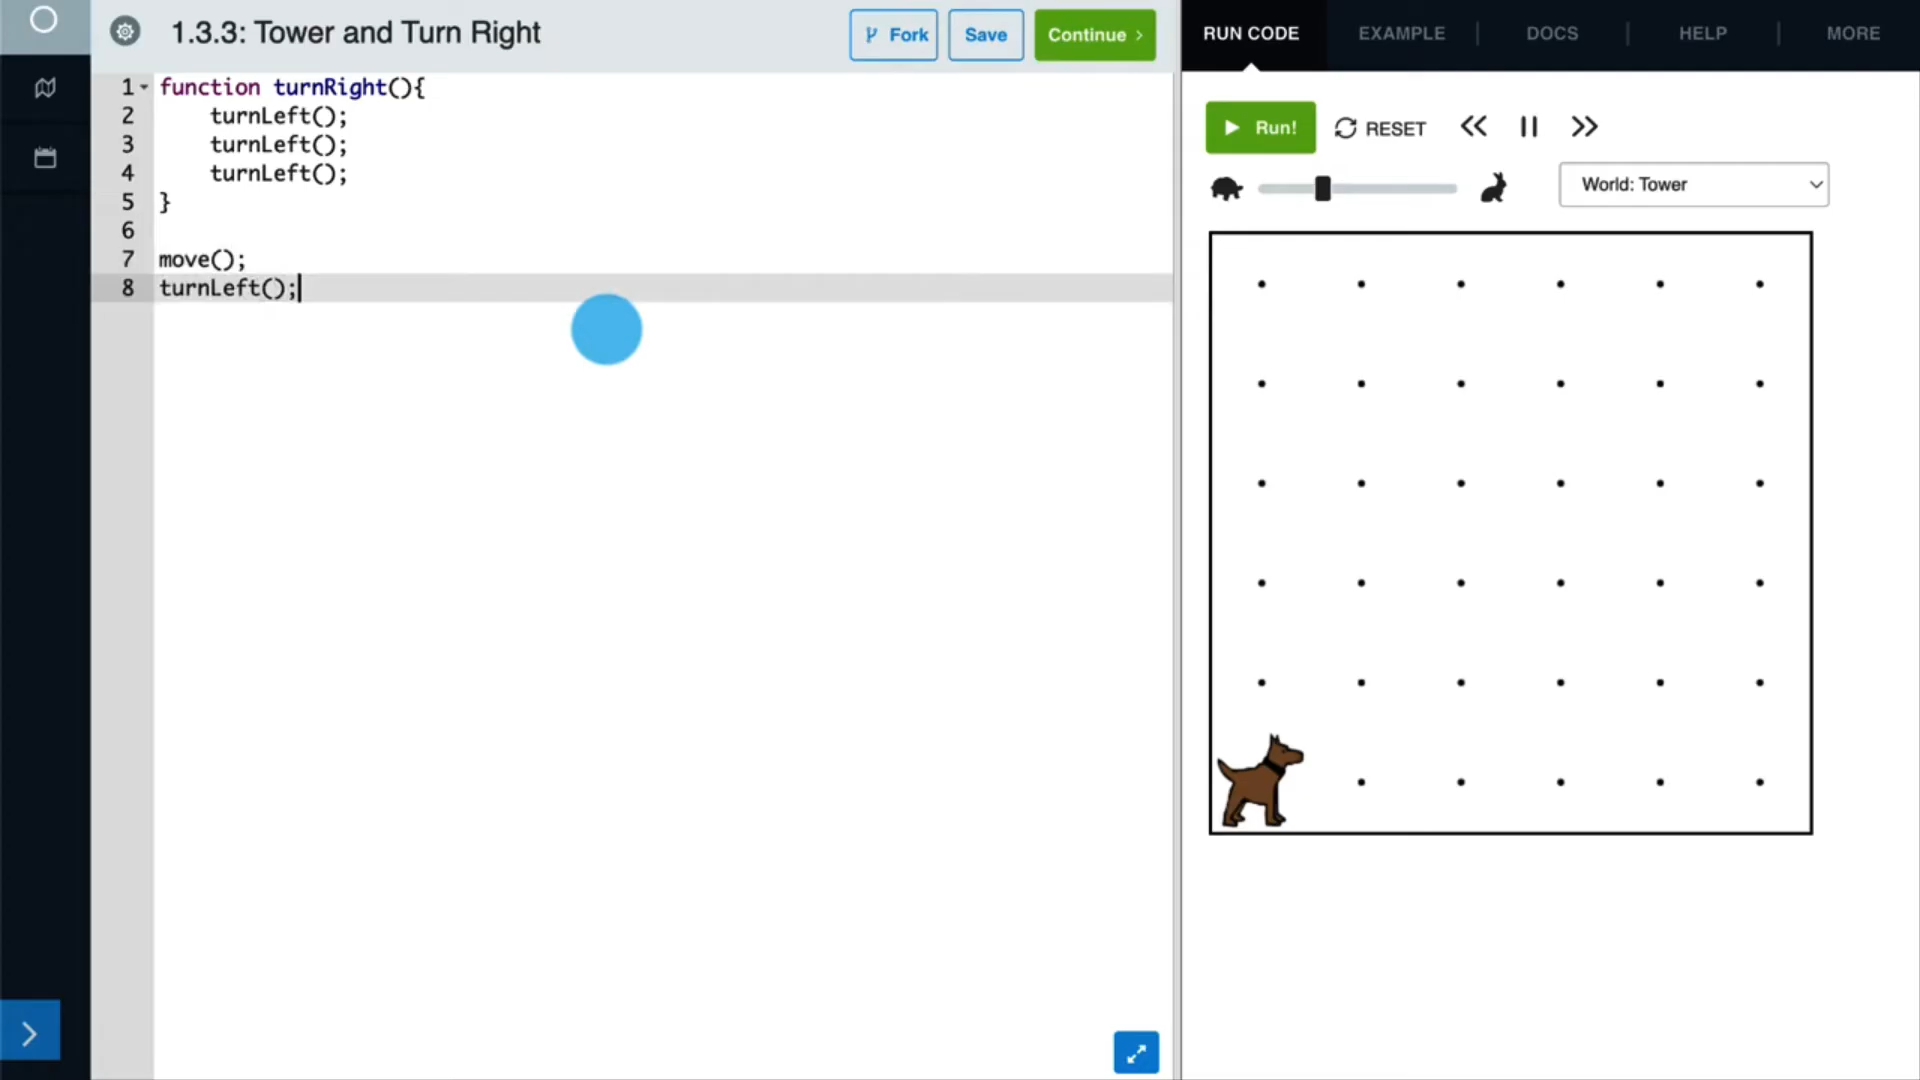 1.3.3: Tower and Turn Right
Fork
Save
Continue
1 function turnRight(){
2 turnLeft();
3 turnLeft();
4 turnLeft();
5 }
6
7 move();
8 turnLeft();
RUN CODE
EXAMPLE
DOCS
HELP
MORE
Run!
RESET
World: Tower